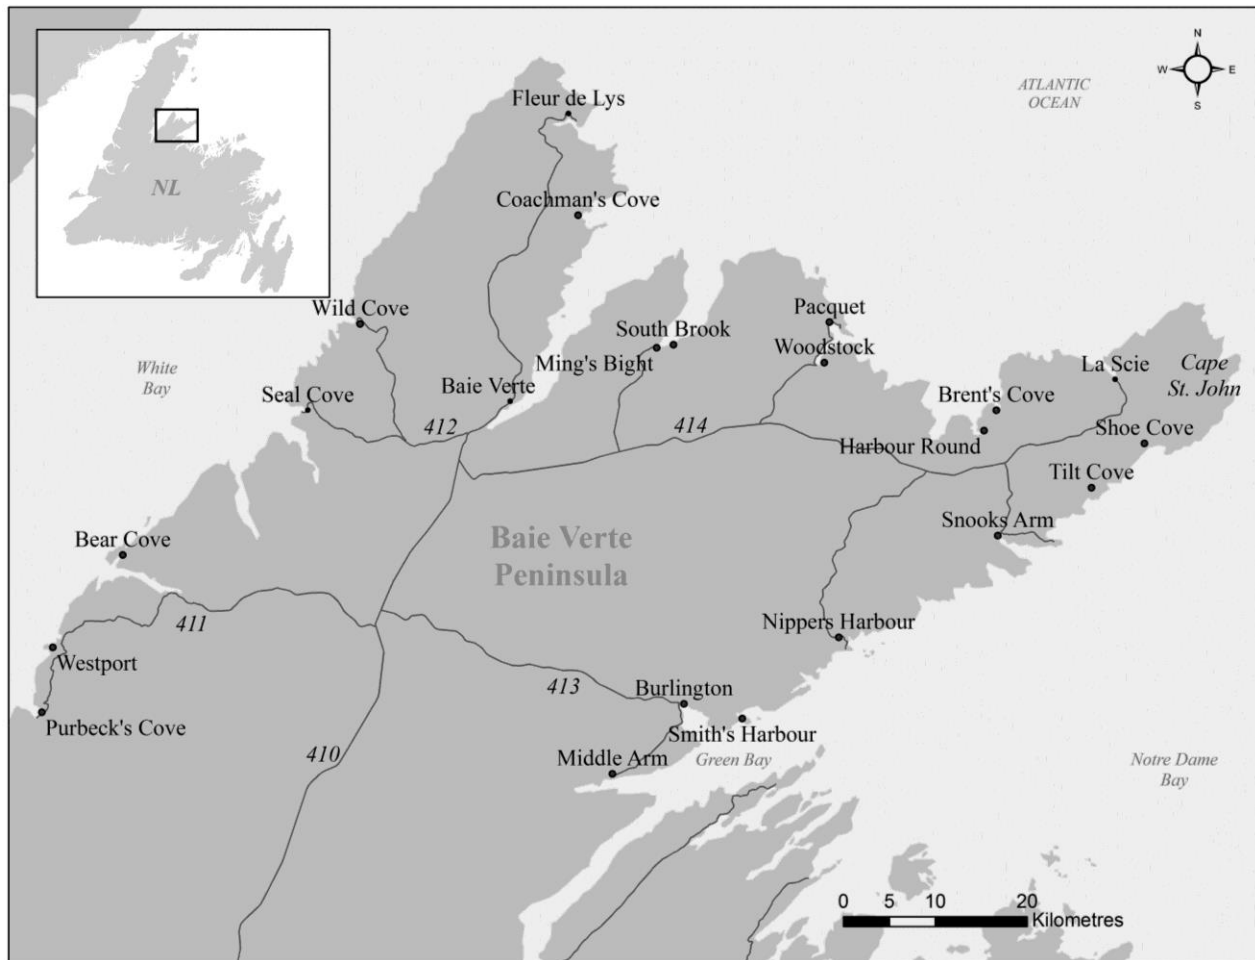 N
W E
S
ATLANTIC
OCEAN
NL
Fleur de Lys
Coachman's Cove
Wild Cove
Pacquet
South Brook
Ming's Bight
Woodstock
White
Bay
La Scie
Cape
St. John
Baie Verte
Seal Cove
Brent's Cove
412
414
Harbour Round
Shoe Cove
Tilt Cove
Snooks Arm
Bear Cove
Baie Verte
Peninsula
411
Nippers Harbour
Westport
413
Burlington
Purbeck's Cove
Smith's Harbour
410
Middle Arm
Green Bay
Notre Dame
Bay
0 5 10 20
Kilometres